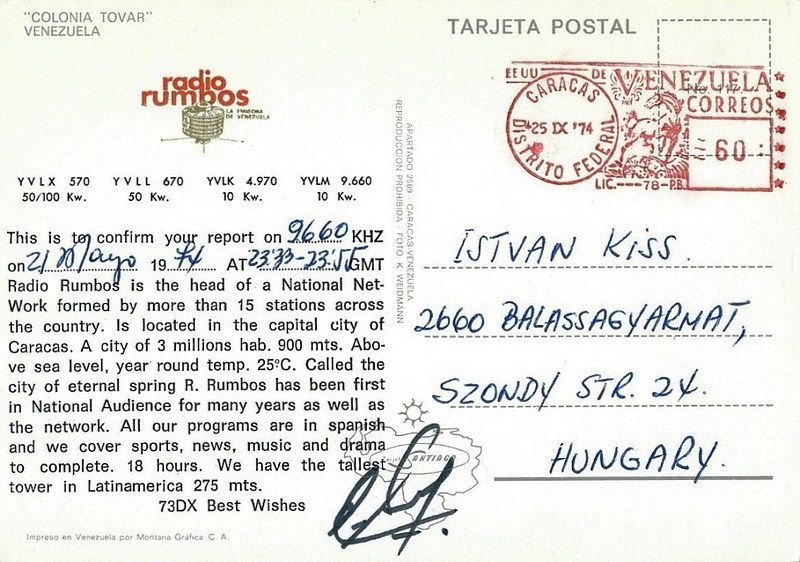 "COLONIA TOVAR"
VENEZUELA
TARJETA POSTAL
radio
rumbos
LA EMISORA
DE VENEZUELA
EE UU DE VENEZUELA
CORREOS
CARACAS
25 IX '74
DISTRITO FEDERAL
60
LIC.----78-P.B.
YVLX 570 YVLL 670 YVLK 4.970 YVLM 9.660
50/100 Kw. 50 Kw. 10 Kw. 10 Kw.
This is to confirm your report on 9660 KHZ
on 21 Mayo 1974 AT 2333-23.55 GMT
Radio Rumbos is the head of a National Net-
Work formed by more than 15 stations across
the country. Is located in the capital city of
Caracas. A city of 3 millions hab. 900 mts. Abo-
ve sea level, year round temp. 25ºC. Called the
city of eternal spring R. Rumbos has been first
in National Audience for many years as well as
the network. All our programs are in spanish
and we cover sports, news, music and drama
to complete. 18 hours. We have the tallest
tower in Latinamerica 275 mts.
73DX Best Wishes
Impreso en Venezuela por Montana Gráfica C. A.
APARTADO 2589 - CARACAS-VENEZUELA
REPRODUCCION PROHIBIDA - FOTO K. WEIDMANN
ISTVAN KISS.
2660 BALASSAGYARMAT,
SZONDY STR. 24.
HUNGARY.
ANTIAGO